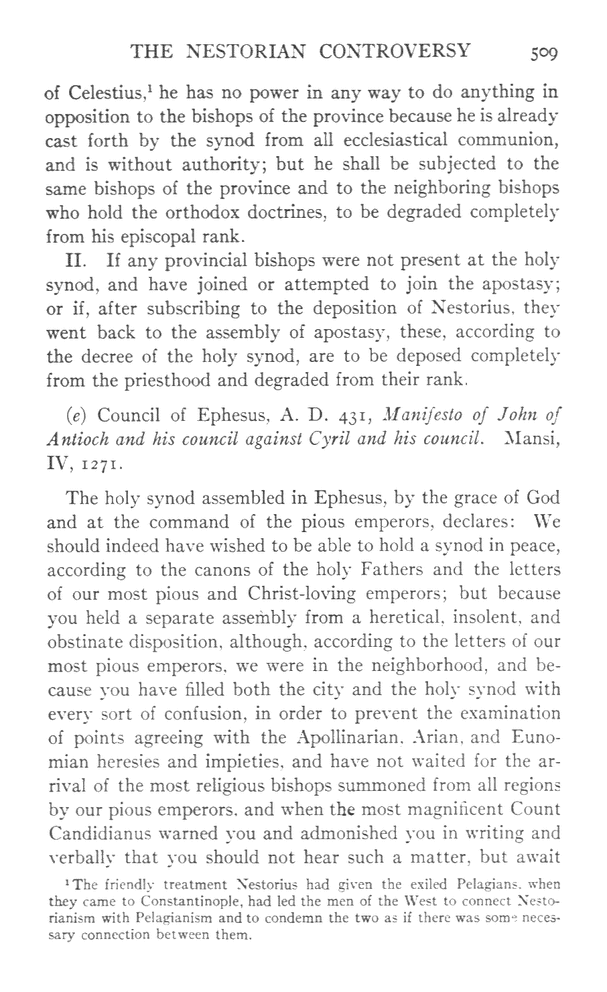 THE NESTORIAN CONTROVERSY 509
of Celestius,¹ he has no power in any way to do anything in
opposition to the bishops of the province because he is already
cast forth by the synod from all ecclesiastical communion,
and is without authority; but he shall be subjected to the
same bishops of the province and to the neighboring bishops
who hold the orthodox doctrines, to be degraded completely
from his episcopal rank.
II. If any provincial bishops were not present at the holy
synod, and have joined or attempted to join the apostasy;
or if, after subscribing to the deposition of Nestorius, they
went back to the assembly of apostasy, these, according to
the decree of the holy synod, are to be deposed completely
from the priesthood and degraded from their rank.
(e) Council of Ephesus, A. D. 431, Manifesto of John of
Antioch and his council against Cyril and his council. Mansi,
IV, 1271.
The holy synod assembled in Ephesus, by the grace of God
and at the command of the pious emperors, declares: We
should indeed have wished to be able to hold a synod in peace,
according to the canons of the holy Fathers and the letters
of our most pious and Christ-loving emperors; but because
you held a separate assembly from a heretical, insolent, and
obstinate disposition, although, according to the letters of our
most pious emperors, we were in the neighborhood, and be-
cause you have filled both the city and the holy synod with
every sort of confusion, in order to prevent the examination
of points agreeing with the Apollinarian, Arian, and Euno-
mian heresies and impieties, and have not waited for the ar-
rival of the most religious bishops summoned from all regions
by our pious emperors, and when the most magnificent Count
Candidianus warned you and admonished you in writing and
verbally that you should not hear such a matter, but await
¹ The friendly treatment Nestorius had given the exiled Pelagians, when
they came to Constantinople, had led the men of the West to connect Nesto-
rianism with Pelagianism and to condemn the two as if there was some neces-
sary connection between them.